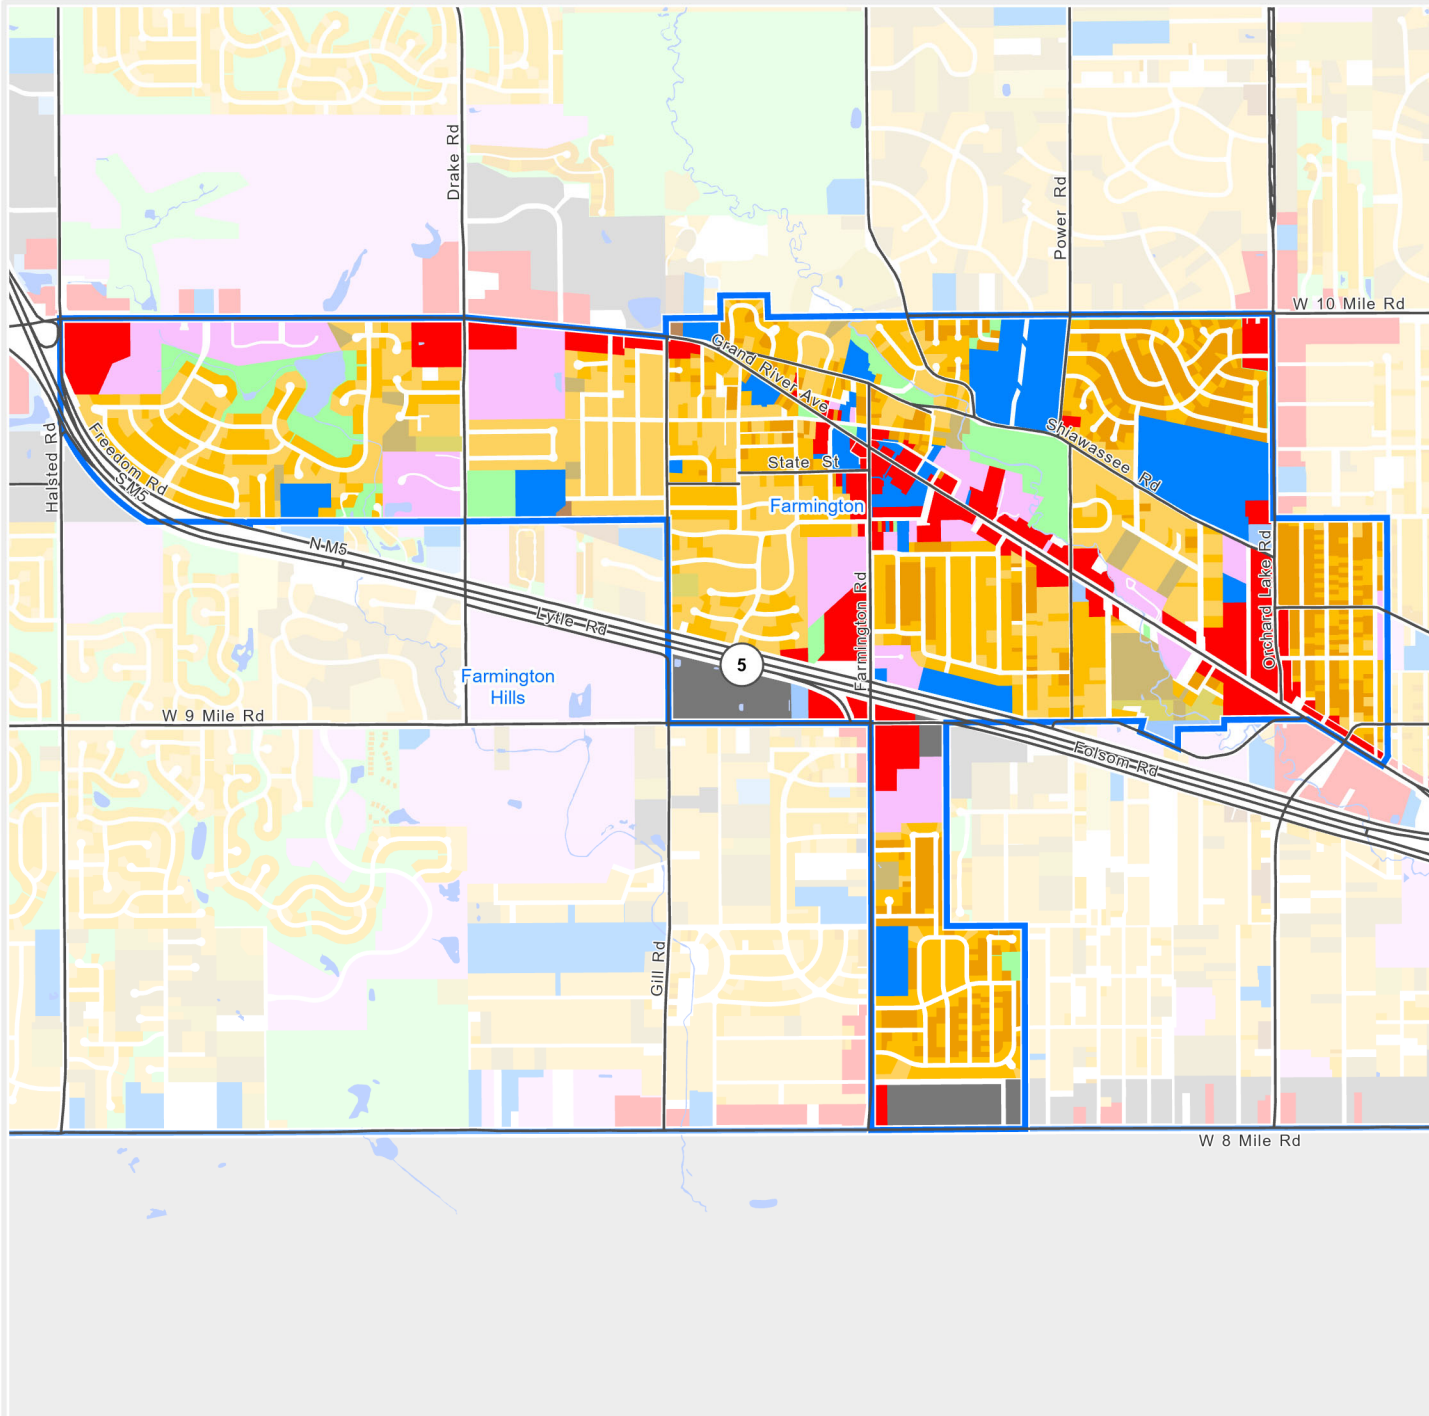 Drake Rd
Power Rd
W 10 Mile Rd
Grand River Ave
Halsted Rd
Freedom Rd
S M5
State St
Shiawassee Rd
Farmington
N M5
Orchard Lake Rd
Farmington Rd
Lytle Rd
5
Farmington
Hills
W 9 Mile Rd
Folsom Rd
Gill Rd
W 8 Mile Rd